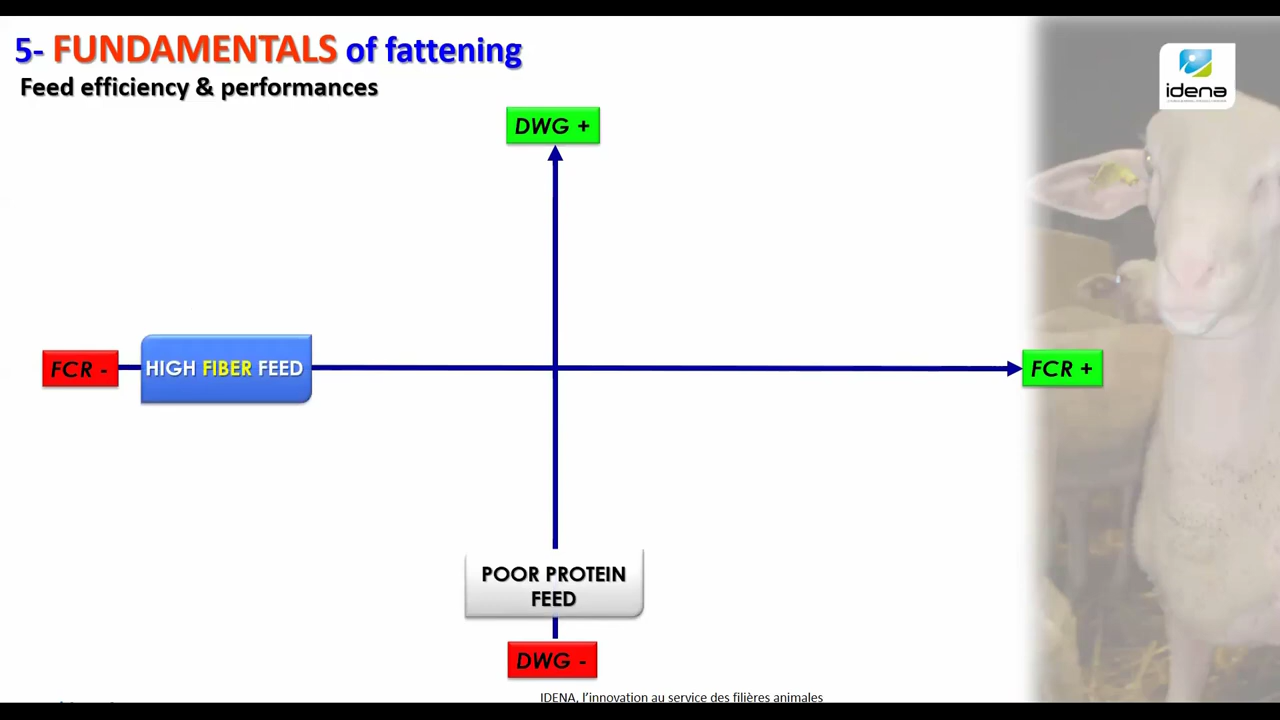 5- FUNDAMENTALS of fattening
Feed efficiency & performances
idena
DWG +
FCR -
HIGH FIBER FEED
FCR +
POOR PROTEIN
FEED
DWG -
IDENA, l’innovation au service des filières animales